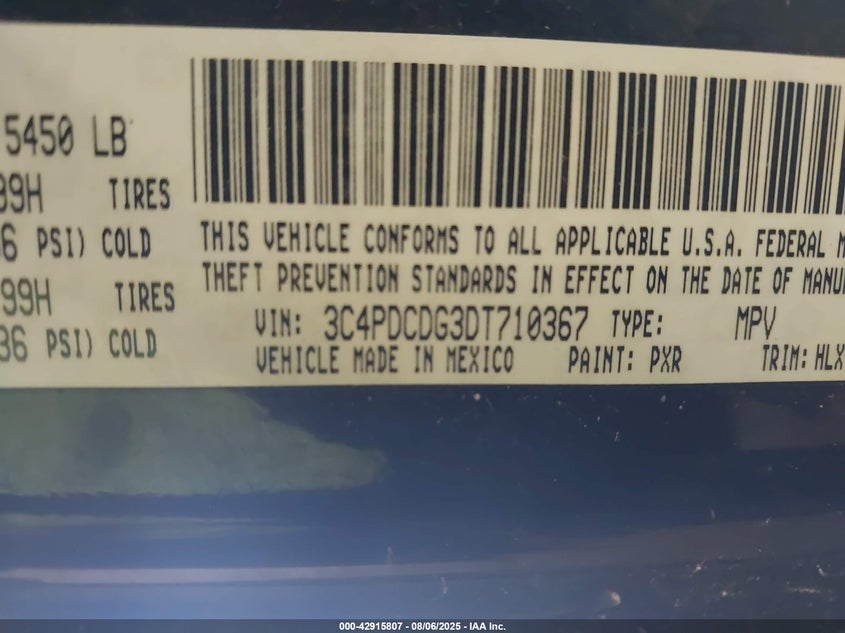 5450 LB
99H TIRES
36 PSI) COLD
99H TIRES
36 PSI) COLD
THIS VEHICLE CONFORMS TO ALL APPLICABLE U.S.A. FEDERAL M
THEFT PREVENTION STANDARDS IN EFFECT ON THE DATE OF MANU
VIN: 3C4PDCDG3DT710367 TYPE: MPV
VEHICLE MADE IN MEXICO PAINT: PXR TRIM: HLX
000-42915807 - 08/06/2025 - IAA Inc.